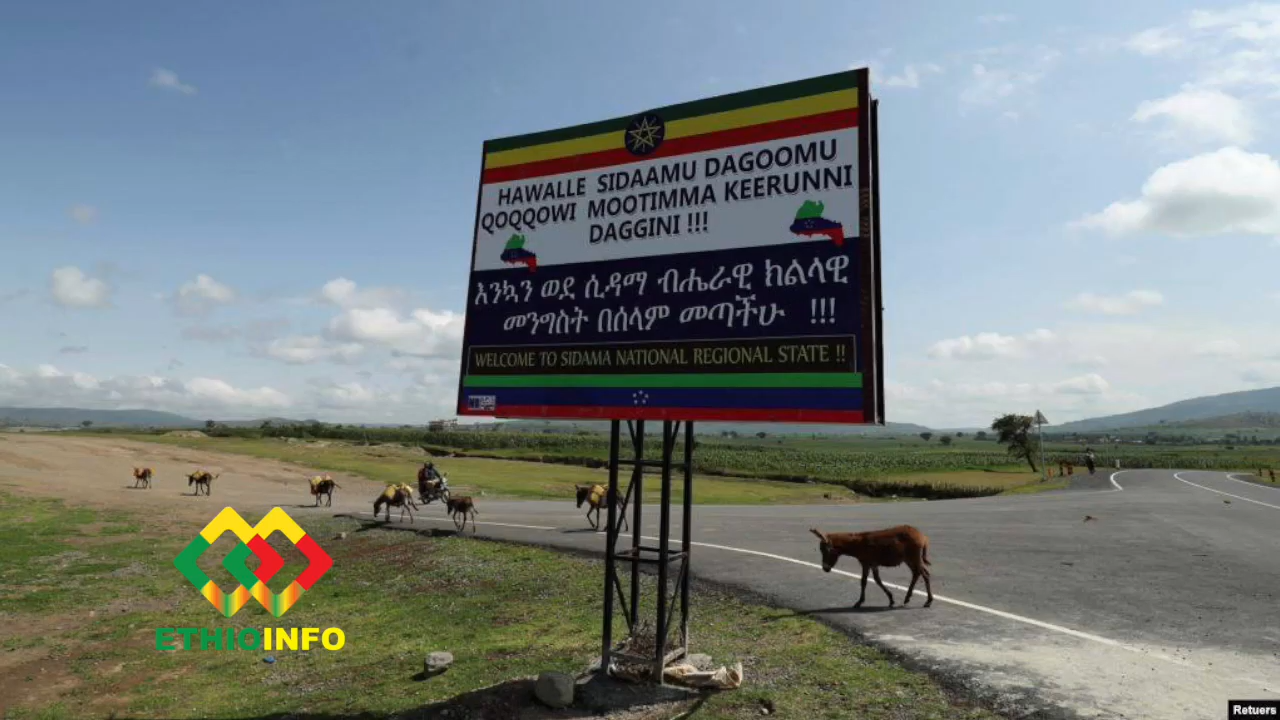 HAWALLE SIDAAMU DAGOOMU
QOQQOWI MOOTIMMA KEERUNNI
DAGGINI !!!
እንኳን ወደ ሲዳማ ብሔራዊ ክልላዊ
መንግስት በሰላም መጣችሁ !!!
WELCOME TO SIDAMA NATIONAL REGIONAL STATE !!
ETHIOINFO
Retuers